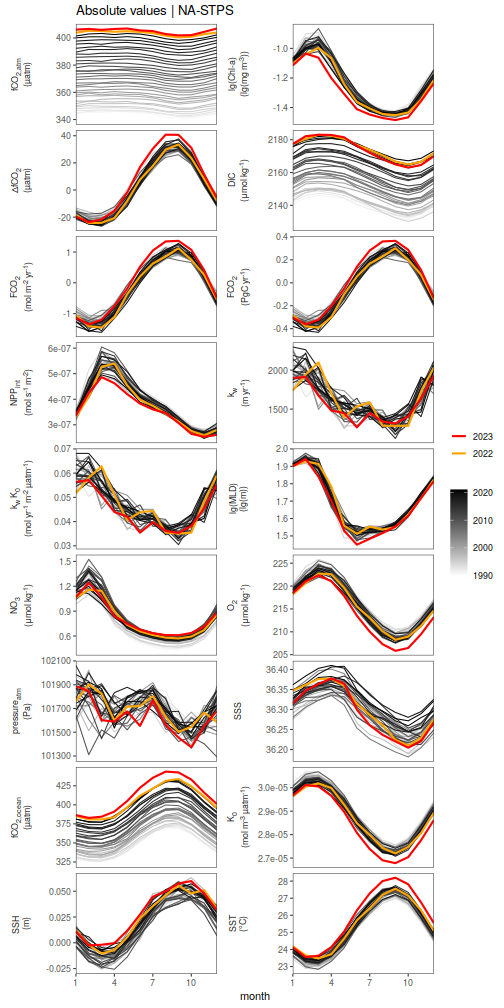 Absolute values | NA-STPS
fCO2,atm
(µatm)
400
380
360
340
lg(Chl-a)
(lg(mg m-3))
-1.0
-1.2
-1.4
ΔfCO2
(µatm)
40
20
0
-20
DIC
(µmol kg-1)
2180
2160
2140
FCO2
(mol m-2 yr-1)
1
0
-1
FCO2
(PgC yr-1)
0.4
0.2
0.0
-0.2
-0.4
NPPint
(mol s-1 m-2)
6e-07
5e-07
4e-07
3e-07
kw
(m yr-1)
2000
1500
kw K0
(mol yr-1 m-2 µatm-1)
0.07
0.06
0.05
0.04
0.03
lg(MLD)
(lg(m))
2.0
1.9
1.8
1.7
1.6
1.5
NO3
(µmol kg-1)
1.5
1.2
0.9
0.6
O2
(µmol kg-1)
225
220
215
210
205
pressureatm
(Pa)
102100
101900
101700
101500
101300
SSS
36.40
36.35
36.30
36.25
36.20
fCO2,ocean
(µatm)
425
400
375
350
325
K0
(mol m-3 µatm-1)
3.0e-05
2.9e-05
2.8e-05
2.7e-05
SSH
(m)
0.050
0.025
0.000
-0.025
SST
(°C)
28
27
26
25
24
23
1
4
7
10
1
4
7
10
month
2023
2022
2020
2010
2000
1990